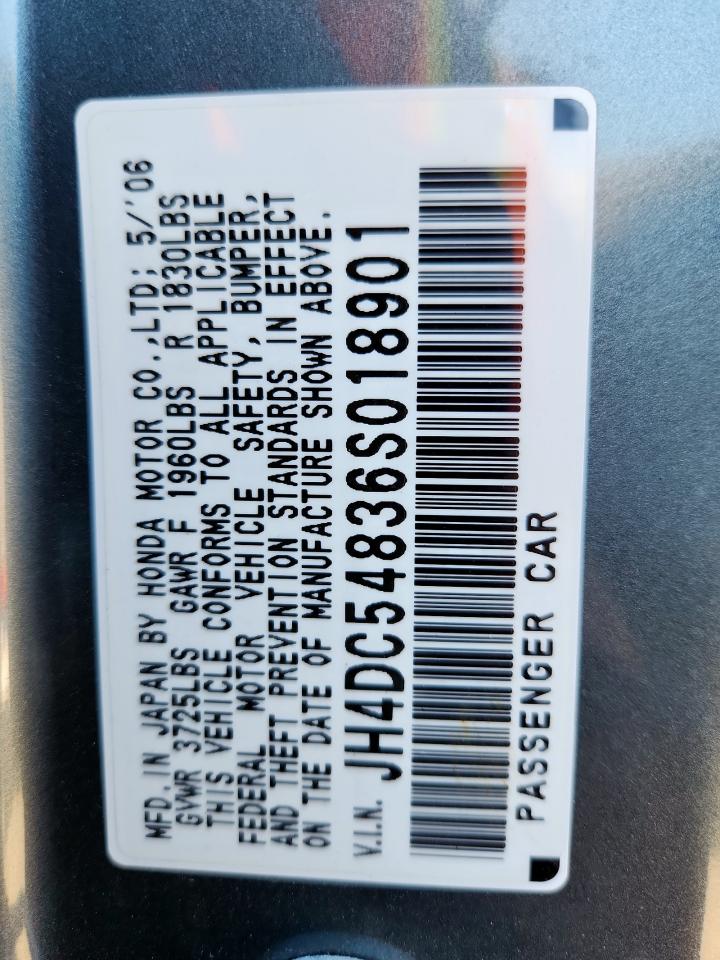 MFD. IN JAPAN BY HONDA MOTOR CO.,LTD; 5/'06
GVWR 3725LBS GAWR F 1960LBS R 1830LBS
THIS VEHICLE CONFORMS TO ALL APPLICABLE
FEDERAL MOTOR VEHICLE SAFETY, BUMPER,
AND THEFT PREVENTION STANDARDS IN EFFECT
ON THE DATE OF MANUFACTURE SHOWN ABOVE.
V.I.N. JH4DC54836S018901
PASSENGER CAR